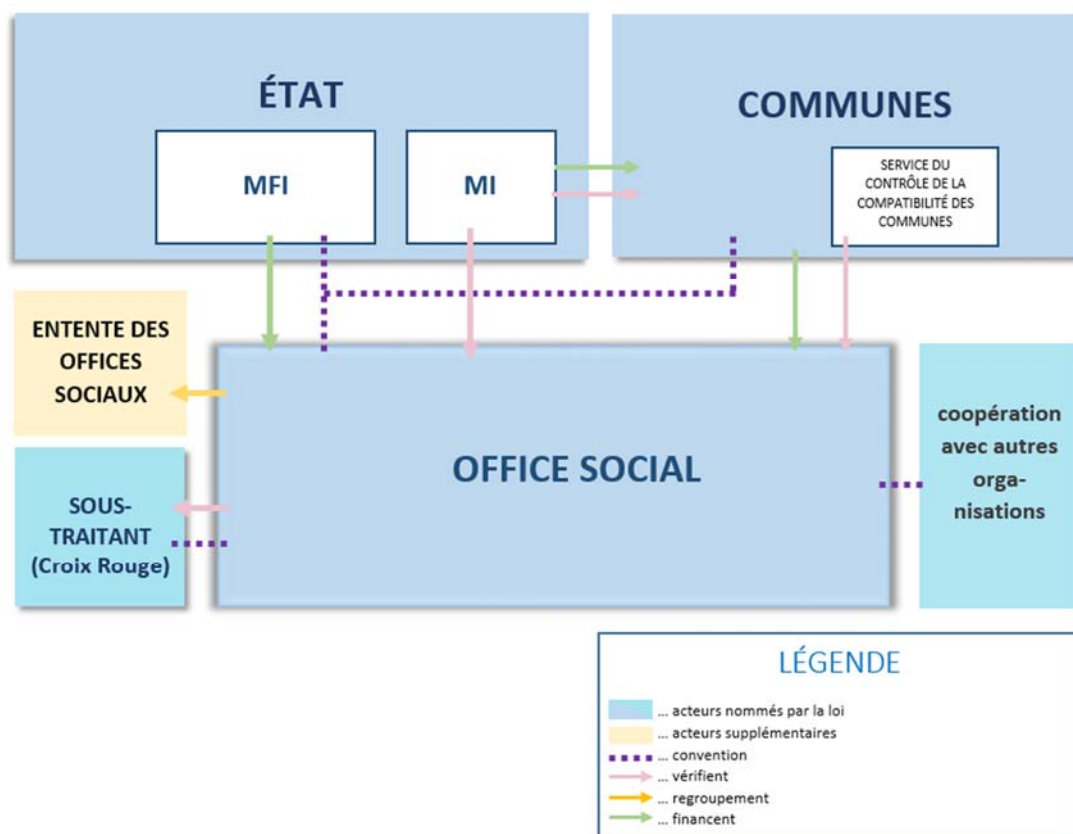 ÉTAT
MFI
MI
COMMUNES
SERVICE DU
CONTRÔLE DE LA
COMPATIBILITÉ DES
COMMUNES
ENTENTE DES
OFFICES
SOCIAUX
SOUS-
TRAITANT
(Croix Rouge)
OFFICE SOCIAL
coopération
avec autres
orga-
nisations
LÉGENDE
... acteurs nommés par la loi
... acteurs supplémentaires
... convention
... vérifient
... regroupement
... financent